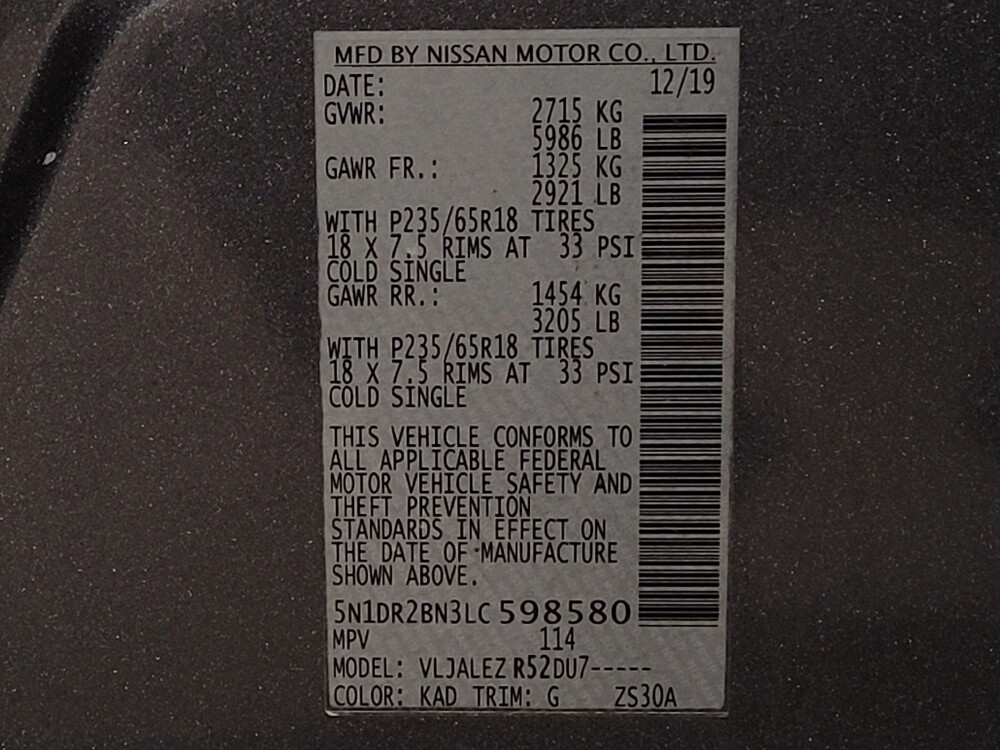 MFD BY NISSAN MOTOR CO., LTD.
DATE: 12/19
GVWR: 2715 KG
5986 LB
GAWR FR.: 1325 KG
2921 LB
WITH P235/65R18 TIRES
18 X 7.5 RIMS AT 33 PSI
COLD SINGLE
GAWR RR.: 1454 KG
3205 LB
WITH P235/65R18 TIRES
18 X 7.5 RIMS AT 33 PSI
COLD SINGLE
THIS VEHICLE CONFORMS TO
ALL APPLICABLE FEDERAL
MOTOR VEHICLE SAFETY AND
THEFT PREVENTION
STANDARDS IN EFFECT ON
THE DATE OF MANUFACTURE
SHOWN ABOVE.
5N1DR2BN3LC598580
MPV 114
MODEL: VLJALEZ R52DU7-----
COLOR: KAD TRIM: G ZS30A